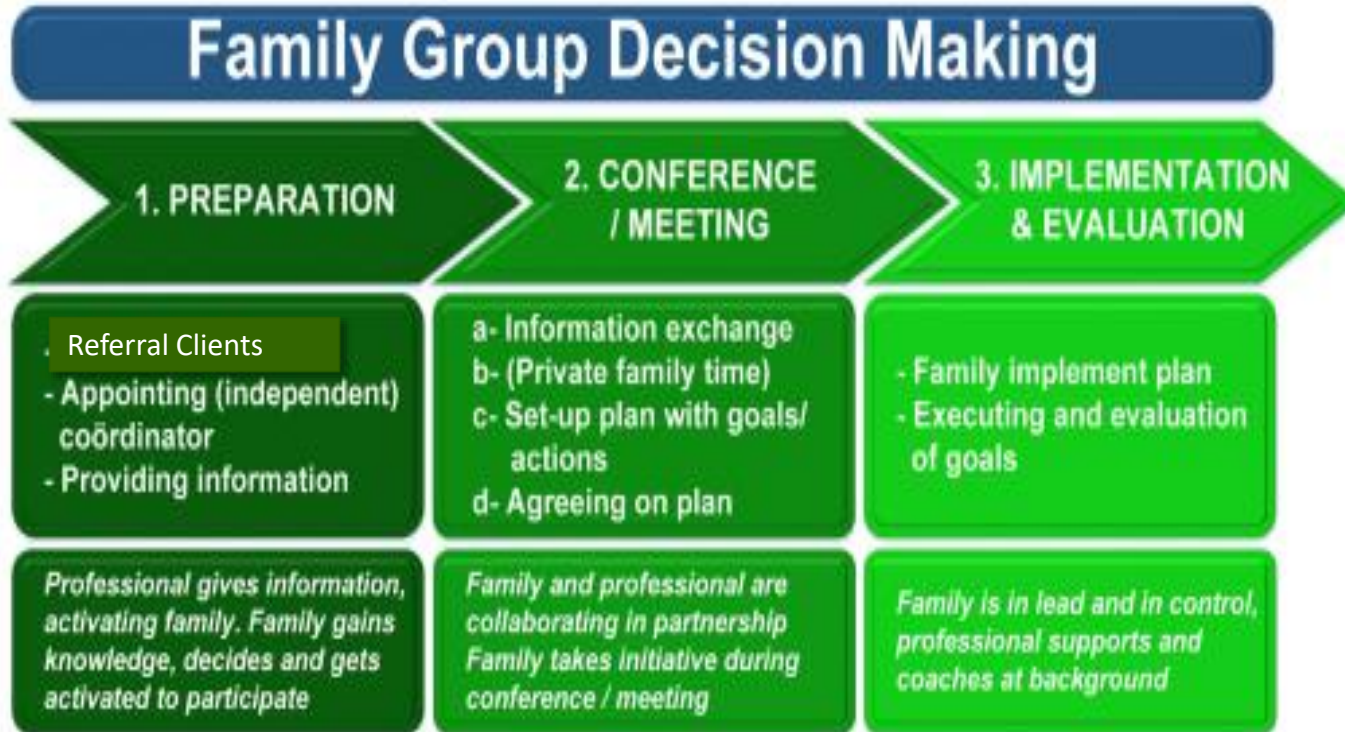 Family Group Decision Making
1. PREPARATION
2. CONFERENCE
/ MEETING
3. IMPLEMENTATION
& EVALUATION
- Referral Clients
- Appointing (independent)
coördinator
- Providing information
a- Information exchange
b- (Private family time)
c- Set-up plan with goals/
actions
d- Agreeing on plan
- Family implement plan
- Executing and evaluation
of goals
Professional gives information,
activating family. Family gains
knowledge, decides and gets
activated to participate
Family and professional are
collaborating in partnership
Family takes initiative during
conference / meeting
Family is in lead and in control,
professional supports and
coaches at background